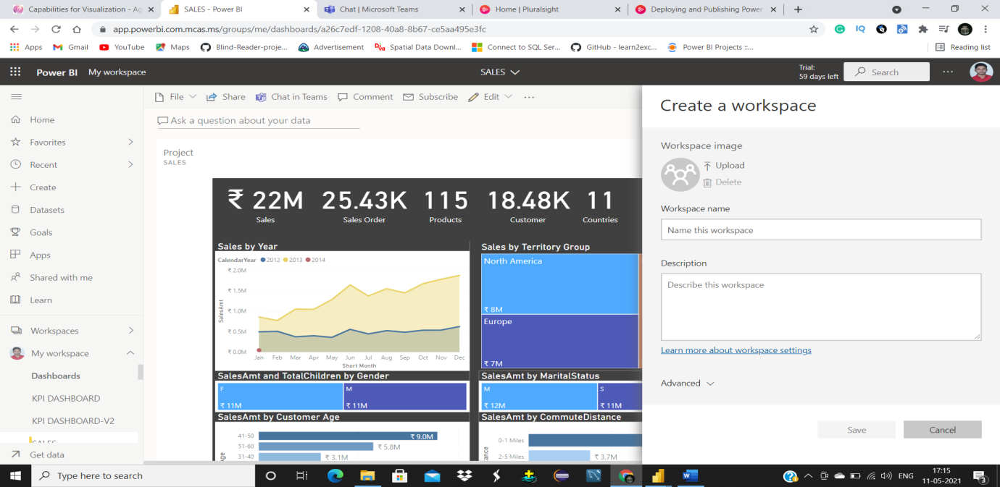 Capabilities for Visualization - Ag
SALES - Power BI
Chat | Microsoft Teams
Home | Pluralsight
Deploying and Publishing Power
app.powerbi.com.mcas.ms/groups/me/dashboards/a26c7edf-1208-40a8-8b67-ce5aa495e3fc
Apps
Gmail
YouTube
Maps
Blind-Reader-proje...
Advertisement
Spatial Data Downl...
Connect to SQL Ser...
GitHub - learn2exc...
Power BI Projects ::...
Reading list
Power BI My workspace
SALES
Trial:
59 days left
Search
File
Share
Chat in Teams
Comment
Subscribe
Edit
Ask a question about your data
Home
Favorites
Recent
Create
Datasets
Goals
Apps
Shared with me
Learn
Workspaces
My workspace
Dashboards
KPI DASHBOARD
KPI DASHBOARD-V2
SALES
Get data
Project
SALES
₹ 22M 25.43K 115 18.48K 11
Sales Sales Order Products Customer Countries
Sales by Year
CalendarYear 2012 2013 2014
₹ 2.0M
₹ 1.5M
₹ 1.0M
₹ 0.5M
₹ 0.0M
SalesAmt
Jan Feb Mar Apr May Jun Jul Aug Sep Oct Nov Dec
Short Month
Sales by Territory Group
North America
₹ 8M
Europe
₹ 7M
SalesAmt and TotalChildren by Gender
F
₹ 11M
M
₹ 11M
SalesAmt by MaritalStatus
M
₹ 12M
S
₹ 11M
SalesAmt by Customer Age
41-50 ₹ 9.0M
51-60 ₹ 5.8M
31-40 ₹ 3.1M
SalesAmt by CommuteDistance
0-1 Miles
2-5 Miles ₹ 3.7M
Create a workspace
Workspace image
Upload
Delete
Workspace name
Name this workspace
Description
Describe this workspace
Learn more about workspace settings
Advanced
Save
Cancel
Type here to search
ENG
17:15
11-05-2021
3